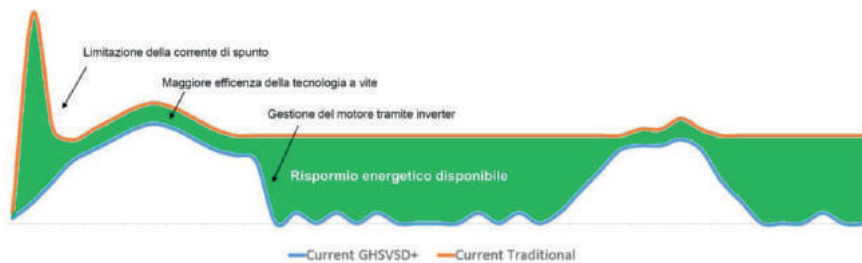 Limitazione della corrente di spunto
Maggiore efficenza della tecnologia a vite
Gestione del motore tramite inverter
Rispormio energetico disponibile
Current GHSVSD+ Current Traditional